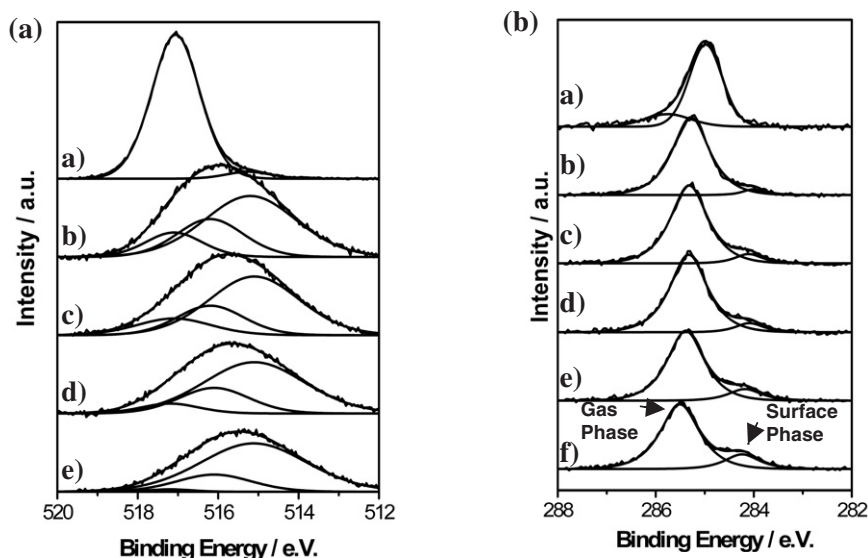 (a)
Intensity / a.u.
a)
b)
c)
d)
e)
520 518 516 514 512
Binding Energy / e.V.
(b)
Intensity / a.u.
a)
b)
c)
d)
e)
f)
Gas
Phase
Surface
Phase
288 286 284 282
Binding Energy / e.V.